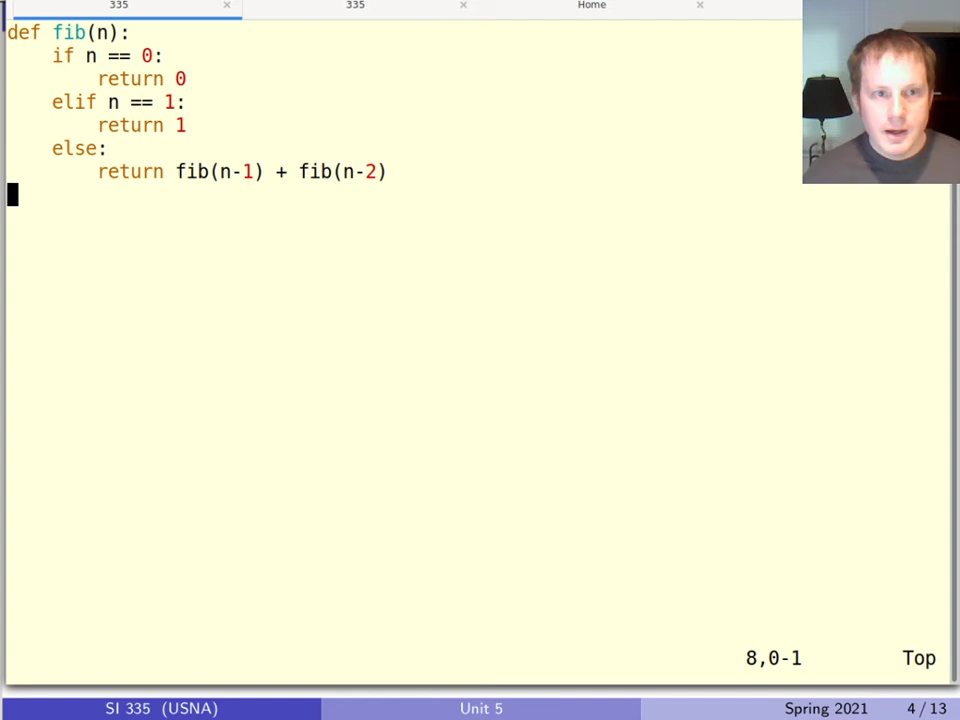 335 × 335 × Home ×
def fib(n):
    if n == 0:
        return 0
    elif n == 1:
        return 1
    else:
        return fib(n-1) + fib(n-2)
8,0-1 Top
SI 335 (USNA) Unit 5 Spring 2021 4 / 13